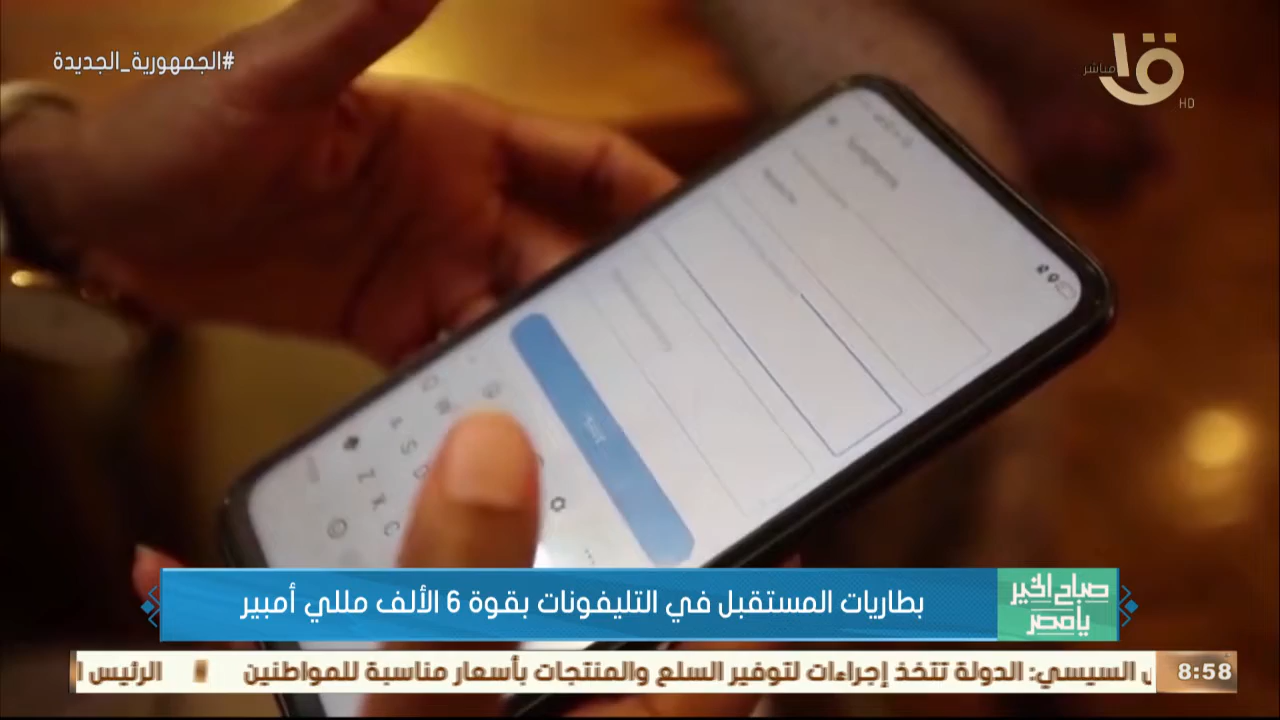 #الجمهورية_الجديدة
مباشر
HD
صباح الخير
يا مصر
بطاريات المستقبل في التليفونات بقوة 6 الألف مللي أمبير
8:58
السيسي: الدولة تتخذ إجراءات لتوفير السلع والمنتجات بأسعار مناسبة للمواطنين
الرئيس